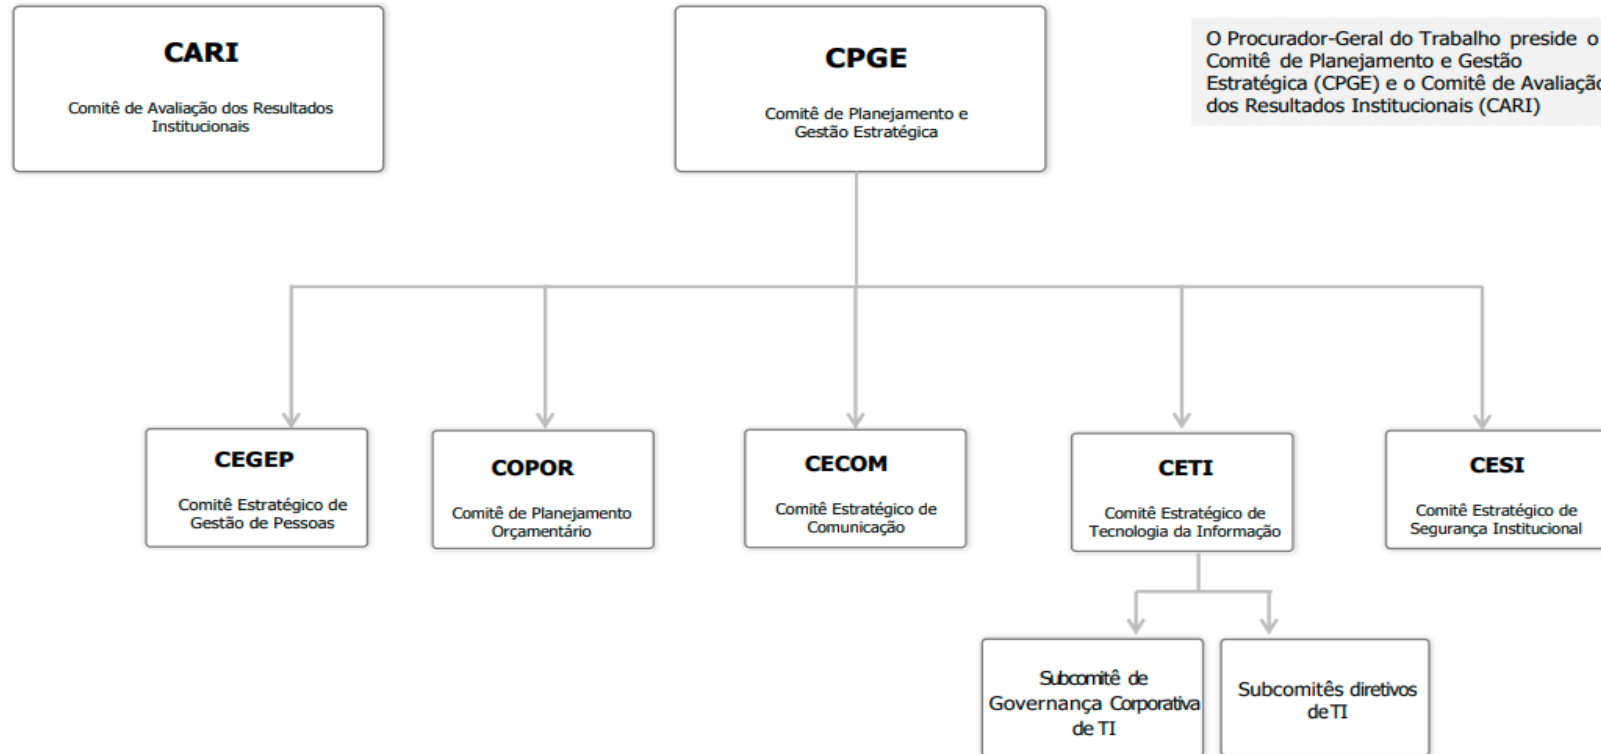 CARI
Comitê de Avaliação dos Resultados
Institucionais
CPGE
Comitê de Planejamento e
Gestão Estratégica
O Procurador-Geral do Trabalho preside o
Comitê de Planejamento e Gestão
Estratégica (CPGE) e o Comitê de Avaliação
dos Resultados Institucionais (CARI)
CEGEP
Comitê Estratégico de
Gestão de Pessoas
COPOR
Comitê de Planejamento
Orçamentário
CECOM
Comitê Estratégico de
Comunicação
CETI
Comitê Estratégico de
Tecnologia da Informação
CESI
Comitê Estratégico de
Segurança Institucional
Subcomitê de
Governança Corporativa
de TI
Subcomitês diretivos
de TI